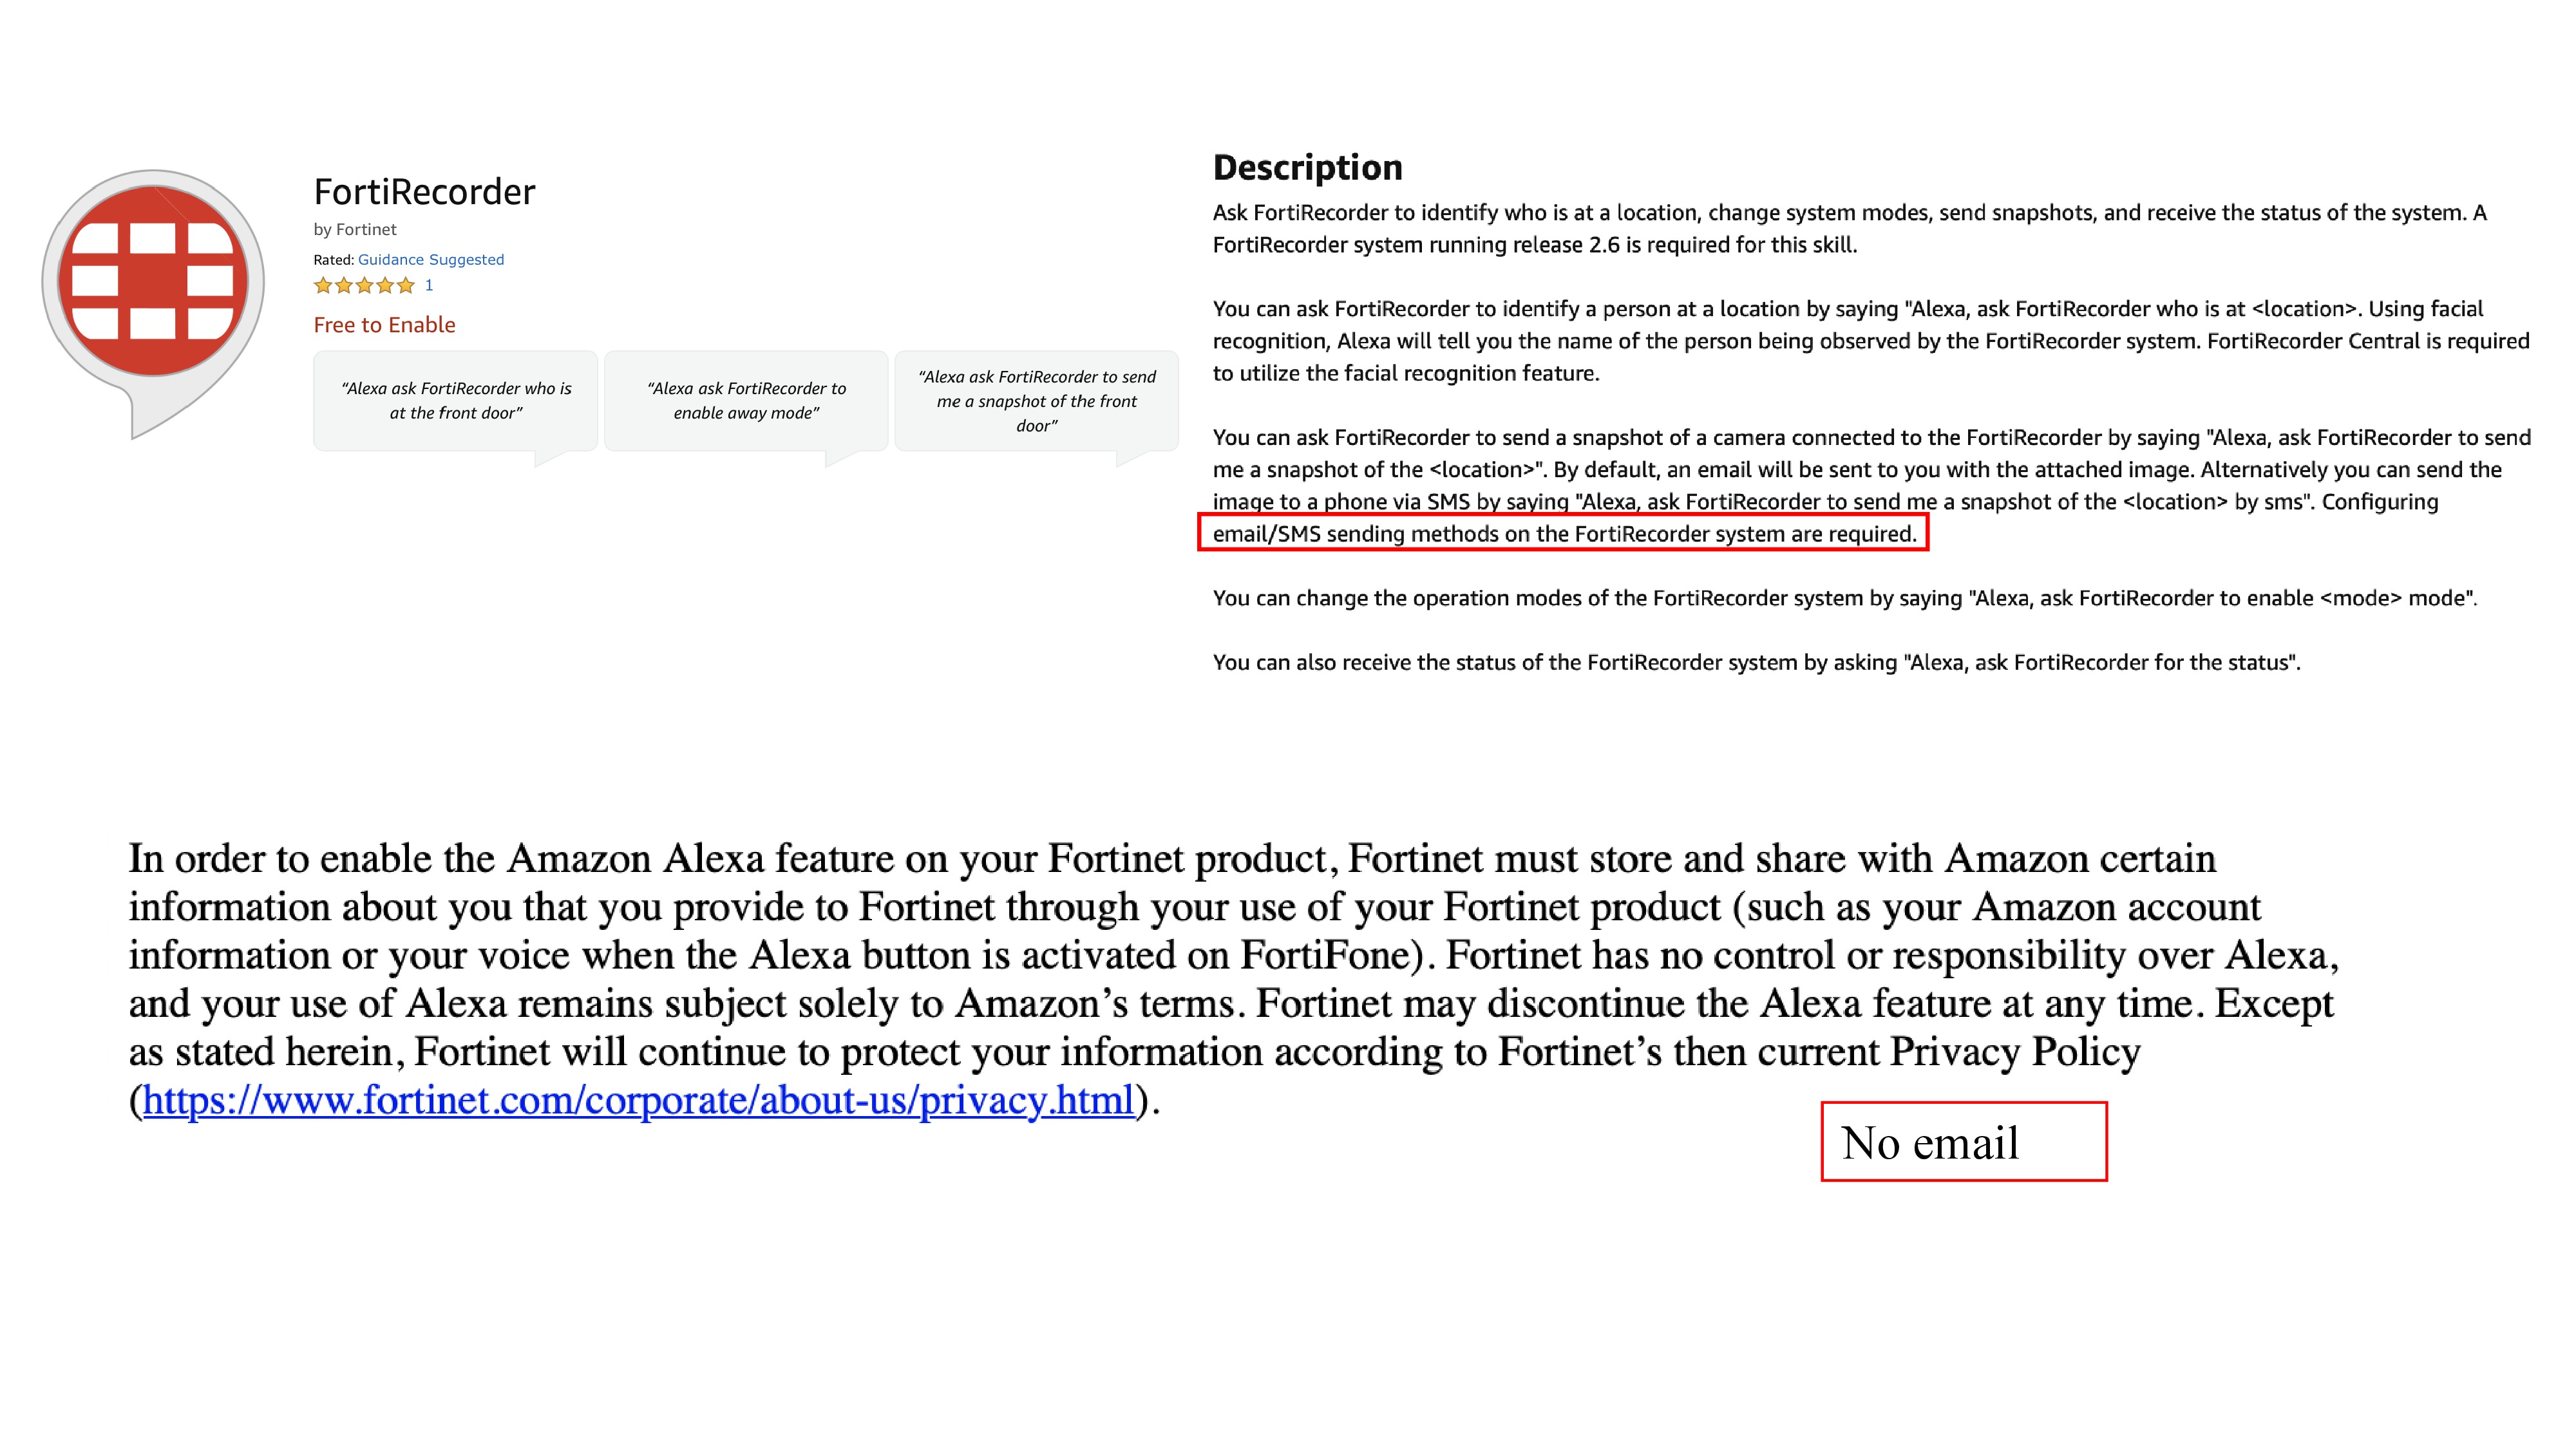 FortiRecorder
by Fortinet
Rated: Guidance Suggested
1
Free to Enable
“Alexa ask FortiRecorder who is
at the front door”
“Alexa ask FortiRecorder to
enable away mode”
“Alexa ask FortiRecorder to send
me a snapshot of the front
door”
Description
Ask FortiRecorder to identify who is at a location, change system modes, send snapshots, and receive the status of the system. A
FortiRecorder system running release 2.6 is required for this skill.
You can ask FortiRecorder to identify a person at a location by saying "Alexa, ask FortiRecorder who is at <location>. Using facial
recognition, Alexa will tell you the name of the person being observed by the FortiRecorder system. FortiRecorder Central is required
to utilize the facial recognition feature.
You can ask FortiRecorder to send a snapshot of a camera connected to the FortiRecorder by saying "Alexa, ask FortiRecorder to send
me a snapshot of the <location>". By default, an email will be sent to you with the attached image. Alternatively you can send the
image to a phone via SMS by saying "Alexa, ask FortiRecorder to send me a snapshot of the <location> by sms". Configuring
email/SMS sending methods on the FortiRecorder system are required.
You can change the operation modes of the FortiRecorder system by saying "Alexa, ask FortiRecorder to enable <mode> mode".
You can also receive the status of the FortiRecorder system by asking "Alexa, ask FortiRecorder for the status".
In order to enable the Amazon Alexa feature on your Fortinet product, Fortinet must store and share with Amazon certain
information about you that you provide to Fortinet through your use of your Fortinet product (such as your Amazon account
information or your voice when the Alexa button is activated on FortiFone). Fortinet has no control or responsibility over Alexa,
and your use of Alexa remains subject solely to Amazon’s terms. Fortinet may discontinue the Alexa feature at any time. Except
as stated herein, Fortinet will continue to protect your information according to Fortinet’s then current Privacy Policy
(https://www.fortinet.com/corporate/about-us/privacy.html).
No email